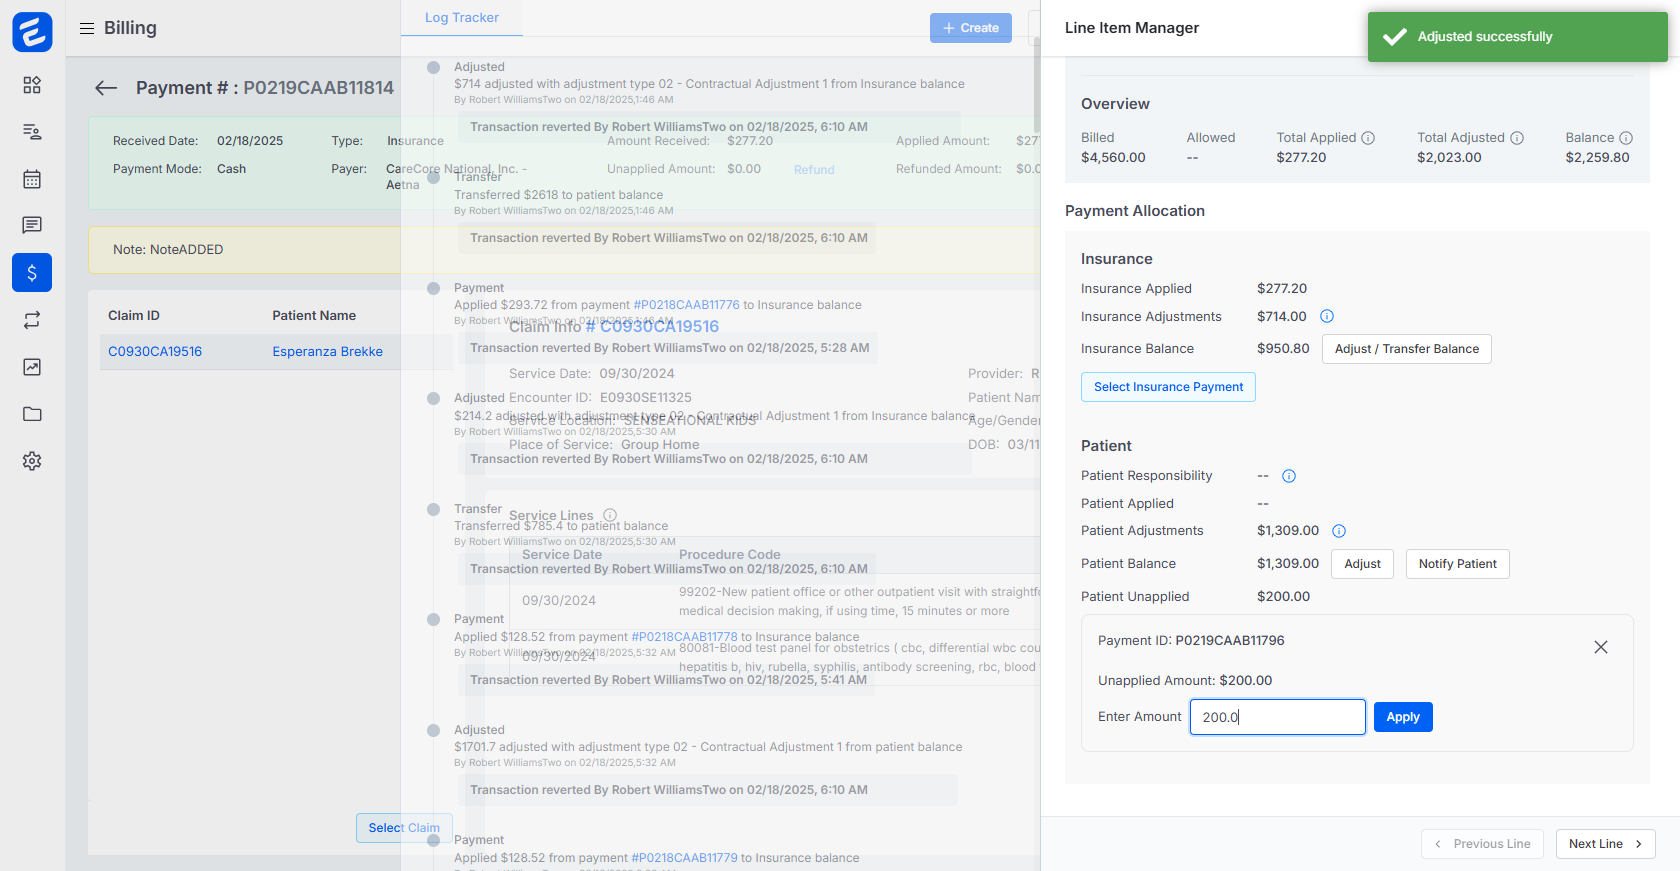 Billing
Log Tracker
+ Create
Line Item Manager
Adjusted successfully
Payment # : P0219CAAB11814
Received Date: 02/18/2025
Type: Insurance
Amount Received: $277.20
Applied Amount: $27
Payment Mode: Cash
Payer: CareCore National, Inc. - Aetna
Unapplied Amount: $0.00
Refund
Refunded Amount: $0.0
Note: NoteADDED
Claim ID
Patient Name
C0930CA19516
Esperanza Brekke
Select Claim
Adjusted
$714 adjusted with adjustment type 02 - Contractual Adjustment 1 from Insurance balance
By Robert WilliamsTwo on 02/18/2025,1:46 AM
Transaction reverted By Robert WilliamsTwo on 02/18/2025, 6:10 AM
Transfer
Transferred $2618 to patient balance
By Robert WilliamsTwo on 02/18/2025,1:46 AM
Transaction reverted By Robert WilliamsTwo on 02/18/2025, 6:10 AM
Payment
Applied $293.72 from payment #P0218CAAB11776 to Insurance balance
By Robert WilliamsTwo on 02/18/2025,1:46 AM
Transaction reverted By Robert WilliamsTwo on 02/18/2025, 5:28 AM
Adjusted
$214.2 adjusted with adjustment type 02 - Contractual Adjustment 1 from Insurance balance
By Robert WilliamsTwo on 02/18/2025,5:30 AM
Transaction reverted By Robert WilliamsTwo on 02/18/2025, 6:10 AM
Transfer
Transferred $785.4 to patient balance
By Robert WilliamsTwo on 02/18/2025,5:30 AM
Transaction reverted By Robert WilliamsTwo on 02/18/2025, 6:10 AM
Payment
Applied $128.52 from payment #P0218CAAB11778 to Insurance balance
By Robert WilliamsTwo on 02/18/2025,5:32 AM
Transaction reverted By Robert WilliamsTwo on 02/18/2025, 5:41 AM
Adjusted
$1701.7 adjusted with adjustment type 02 - Contractual Adjustment 1 from patient balance
By Robert WilliamsTwo on 02/18/2025,5:32 AM
Transaction reverted By Robert WilliamsTwo on 02/18/2025, 6:10 AM
Payment
Applied $128.52 from payment #P0218CAAB11779 to Insurance balance
Claim Info # C0930CA19516
Service Date: 09/30/2024
Provider: R
Encounter ID: E0930SE11325
Patient Nam
Service Location: SENSEATIONAL KIDS
Age/Gender
Place of Service: Group Home
DOB: 03/11
Service Lines
Service Date
Procedure Code
09/30/2024
99202-New patient office or other outpatient visit with straightfo
medical decision making, if using time, 15 minutes or more
09/30/2024
80081-Blood test panel for obstetrics ( cbc, differential wbc cou
hepatitis b, hiv, rubella, syphilis, antibody screening, rbc, blood
Overview
Billed
$4,560.00
Allowed
--
Total Applied
$277.20
Total Adjusted
$2,023.00
Balance
$2,259.80
Payment Allocation
Insurance
Insurance Applied $277.20
Insurance Adjustments $714.00
Insurance Balance $950.80 Adjust / Transfer Balance
Select Insurance Payment
Patient
Patient Responsibility --
Patient Applied --
Patient Adjustments $1,309.00
Patient Balance $1,309.00 Adjust Notify Patient
Patient Unapplied $200.00
Payment ID: P0219CAAB11796
Unapplied Amount: $200.00
Enter Amount 200.0 Apply
Previous Line
Next Line